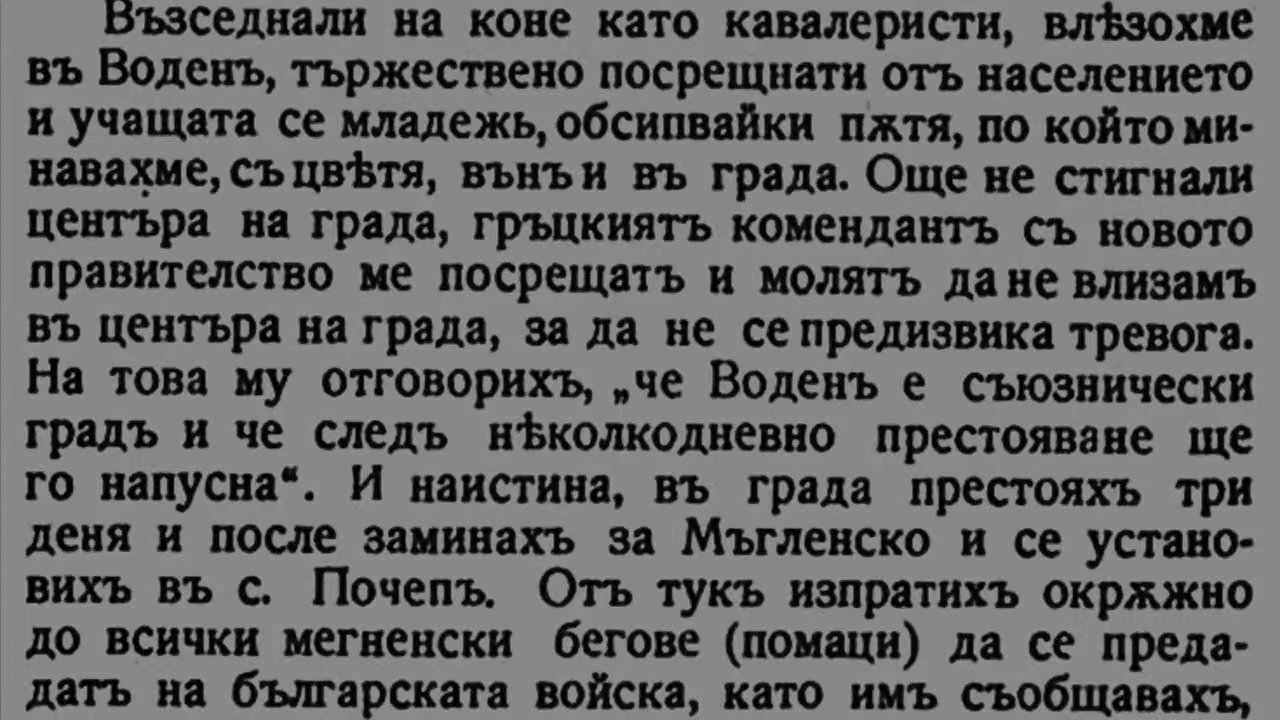 Възседнали на коне като кавалеристи, влѣзохме
въ Воденъ, тържествено посрещнати отъ населението
и учащата се младежь, обсипвайки пѫтя, по който ми-
навахме, съ цвѣтя, вънъ и въ града. Още не стигнали
центъра на града, гръцкиятъ комендантъ съ новото
правителство ме посрещатъ и молятъ да не влизамъ
въ центъра на града, за да не се предизвика тревога.
На това му отговорихъ, „че Воденъ е съюзнически
градъ и че следъ нѣколкодневно престояване ще
го напусна“. И наистина, въ града престояхъ три
деня и после заминахъ за Мъгленско и се устано-
вихъ въ с. Почепъ. Отъ тукъ изпратихъ окрѫжно
до всички мегненски бегове (помаци) да се преда-
датъ на българската войска, като имъ съобщавахъ,